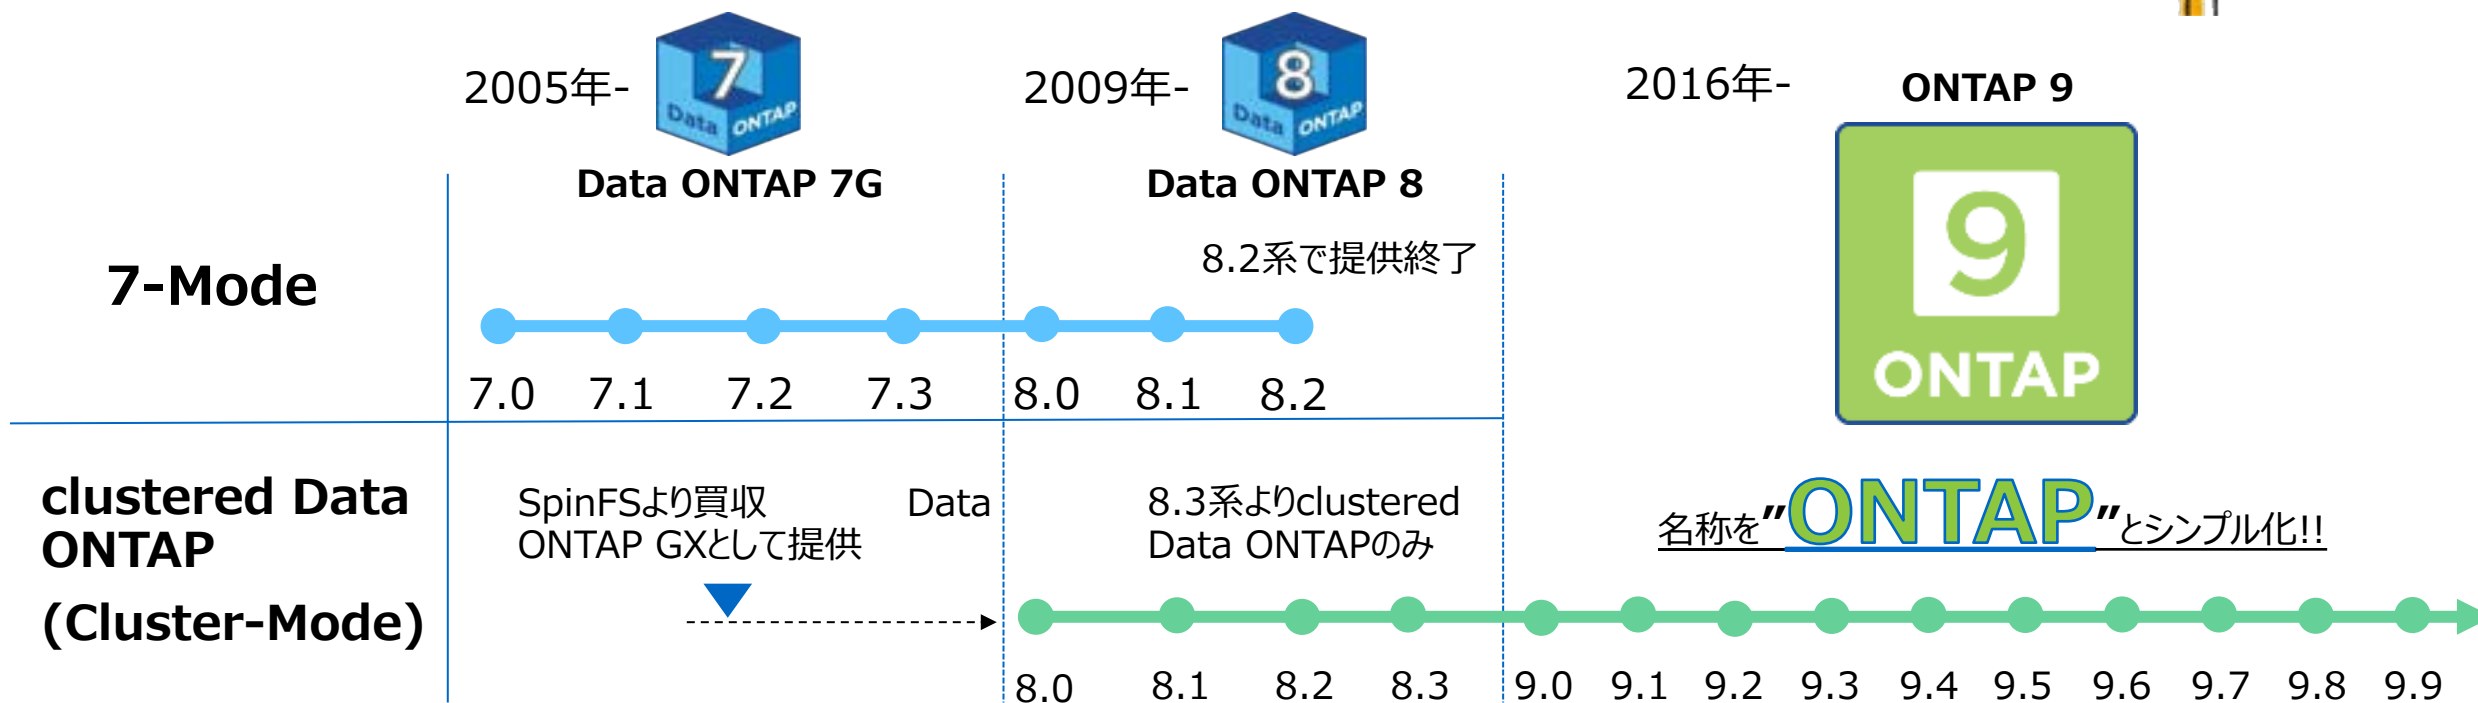 2005年-
7
Data ONTAP
Data ONTAP 7G
2009年-
8
Data ONTAP
Data ONTAP 8
2016年-
ONTAP 9
9
ONTAP
7-Mode
8.2系で提供終了
7.0 7.1 7.2 7.3 8.0 8.1 8.2
clustered Data
ONTAP
(Cluster-Mode)
SpinFSより買収 Data
ONTAP GXとして提供
8.3系よりclustered
Data ONTAPのみ
名称を"ONTAP"とシンプル化!!
8.0 8.1 8.2 8.3 9.0 9.1 9.2 9.3 9.4 9.5 9.6 9.7 9.8 9.9